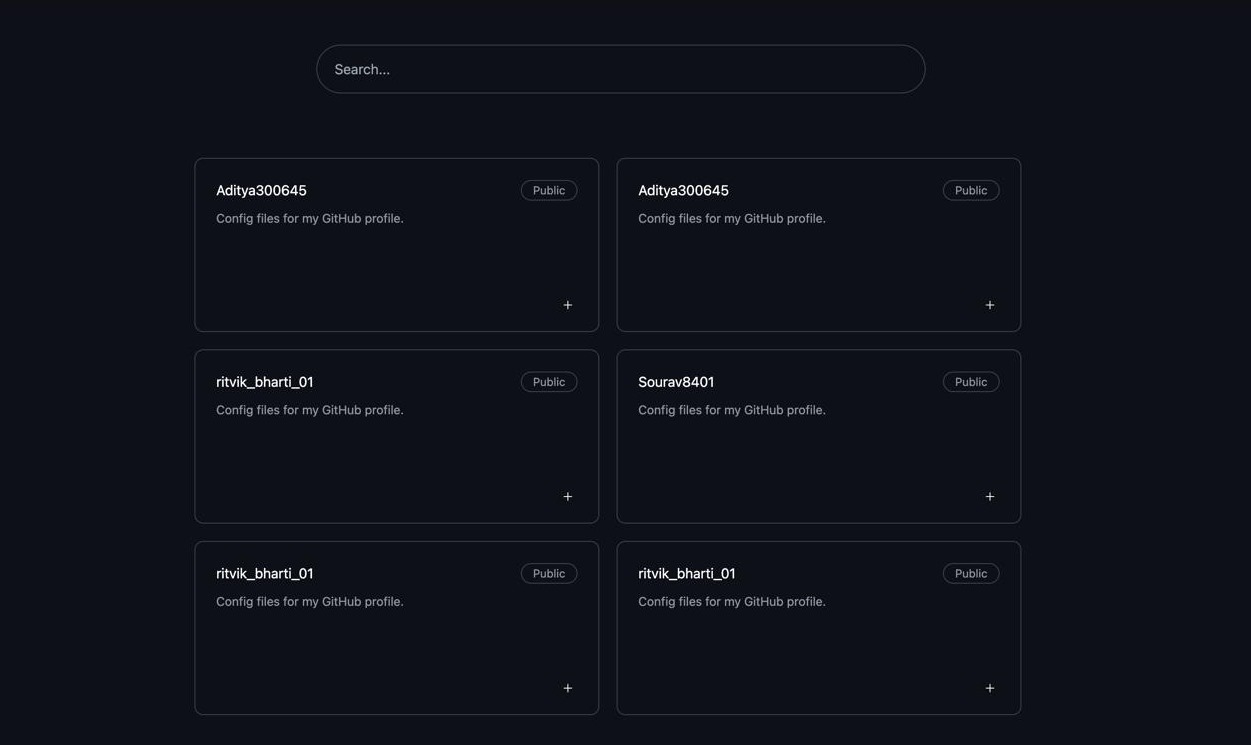 Search...
Aditya300645
Public
Config files for my GitHub profile.
+
Aditya300645
Public
Config files for my GitHub profile.
+
ritvik_bharti_01
Public
Config files for my GitHub profile.
+
Sourav8401
Public
Config files for my GitHub profile.
+
ritvik_bharti_01
Public
Config files for my GitHub profile.
+
ritvik_bharti_01
Public
Config files for my GitHub profile.
+